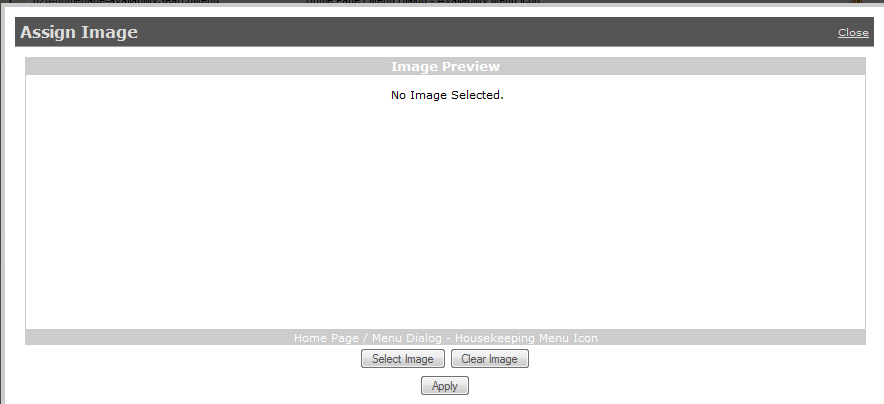 Assign Image
Close
Image Preview
No Image Selected.
Home Page / Menu Dialog - Housekeeping Menu Icon
Select Image Clear Image
Apply